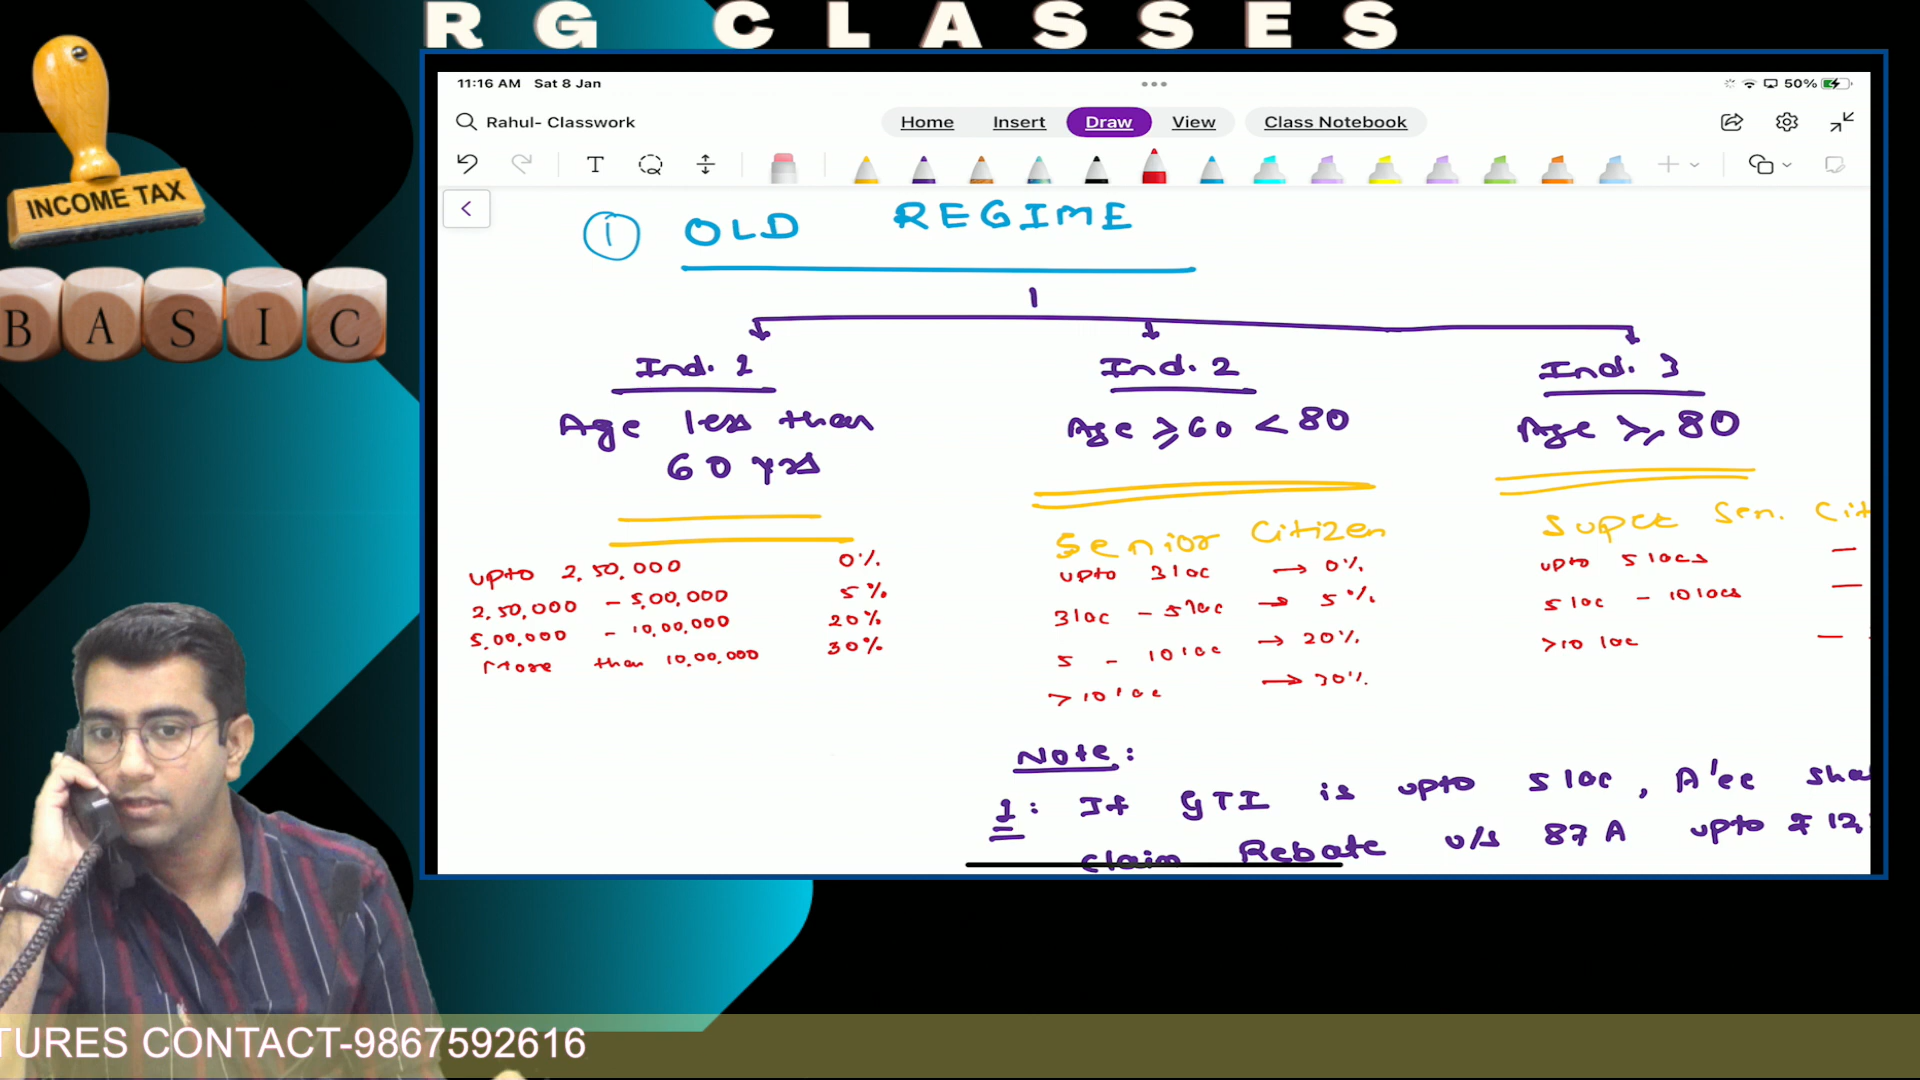 RG CLASSES
INCOME TAX
BASIC
11:16 AM Sat 8 Jan
50%
Rahul- Classwork
Home Insert Draw View Class Notebook
T
1 OLD REGIME
Ind. 1
Age less than
60 yrs
upto 2,50,000 0%
2,50,000 - 5,00,000 5%
5,00,000 - 10,00,000 20%
More than 10,00,000 30%
Ind. 2
Age ≥60 <80
Senior Citizen
upto 3 lac → 0%
3 lac - 5 lac → 5%
5 - 10 lac → 20%
>10 lac → 30%
Ind. 3
Age ≥ 80
Super Sen. Cit
upto 5 lacs -
5 lac - 10 lacs -
>10 lac -
Note:
1: If GTI is upto 5 lac, A'ee sha
claim Rebate u/s 87A upto ₹ 12,
TURES CONTACT-9867592616